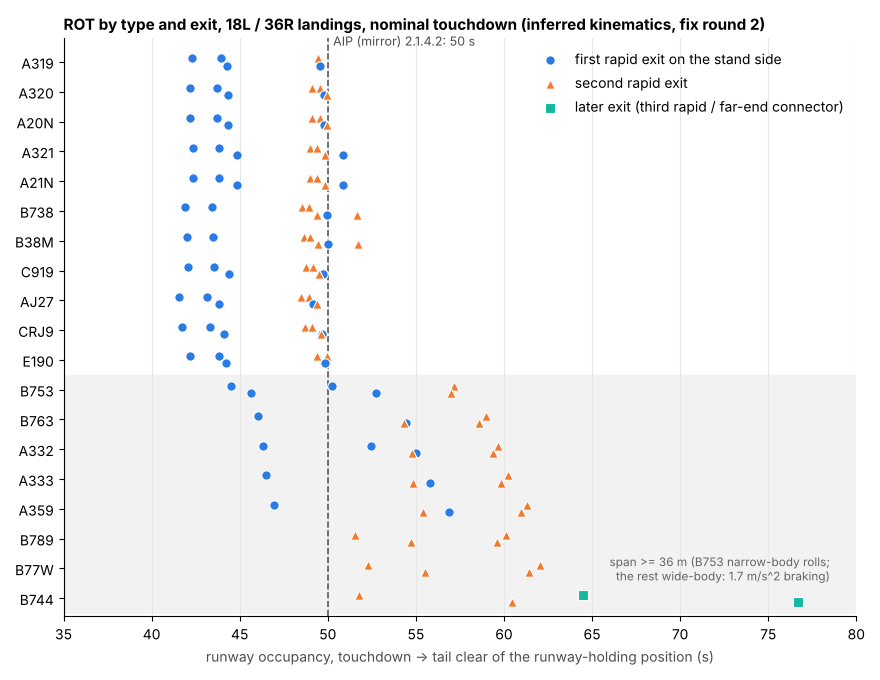 ROT by type and exit, 18L / 36R landings, nominal touchdown (inferred kinematics, fix round 2)
AIP (mirror) 2.1.4.2: 50 s
first rapid exit on the stand side
second rapid exit
later exit (third rapid / far-end connector)
A319
A320
A20N
A321
A21N
B738
B38M
C919
AJ27
CRJ9
E190
B753
B763
A332
A333
A359
B789
B77W
B744
span >= 36 m (B753 narrow-body rolls;
the rest wide-body: 1.7 m/s^2 braking)
35 40 45 50 55 60 65 70 75 80
runway occupancy, touchdown → tail clear of the runway-holding position (s)